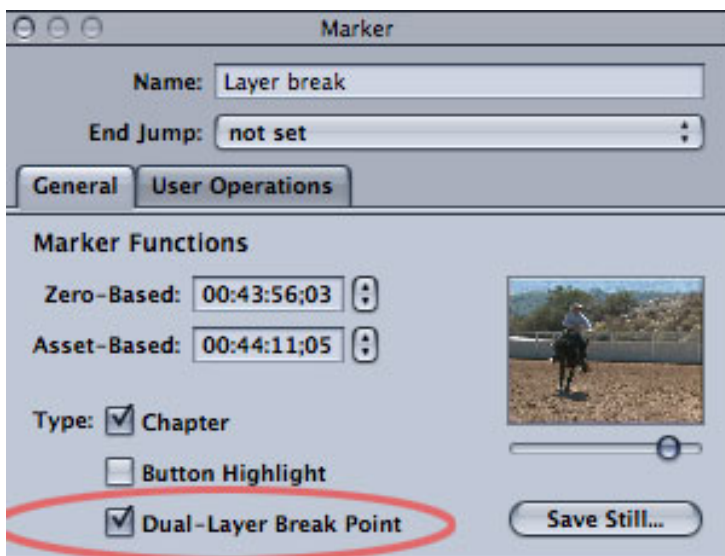 Marker
Name: Layer break
End Jump: not set
General User Operations
Marker Functions
Zero-Based: 00:43:56;03
Asset-Based: 00:44:11;05
Type: Chapter
Button Highlight
Dual-Layer Break Point
Save Still...